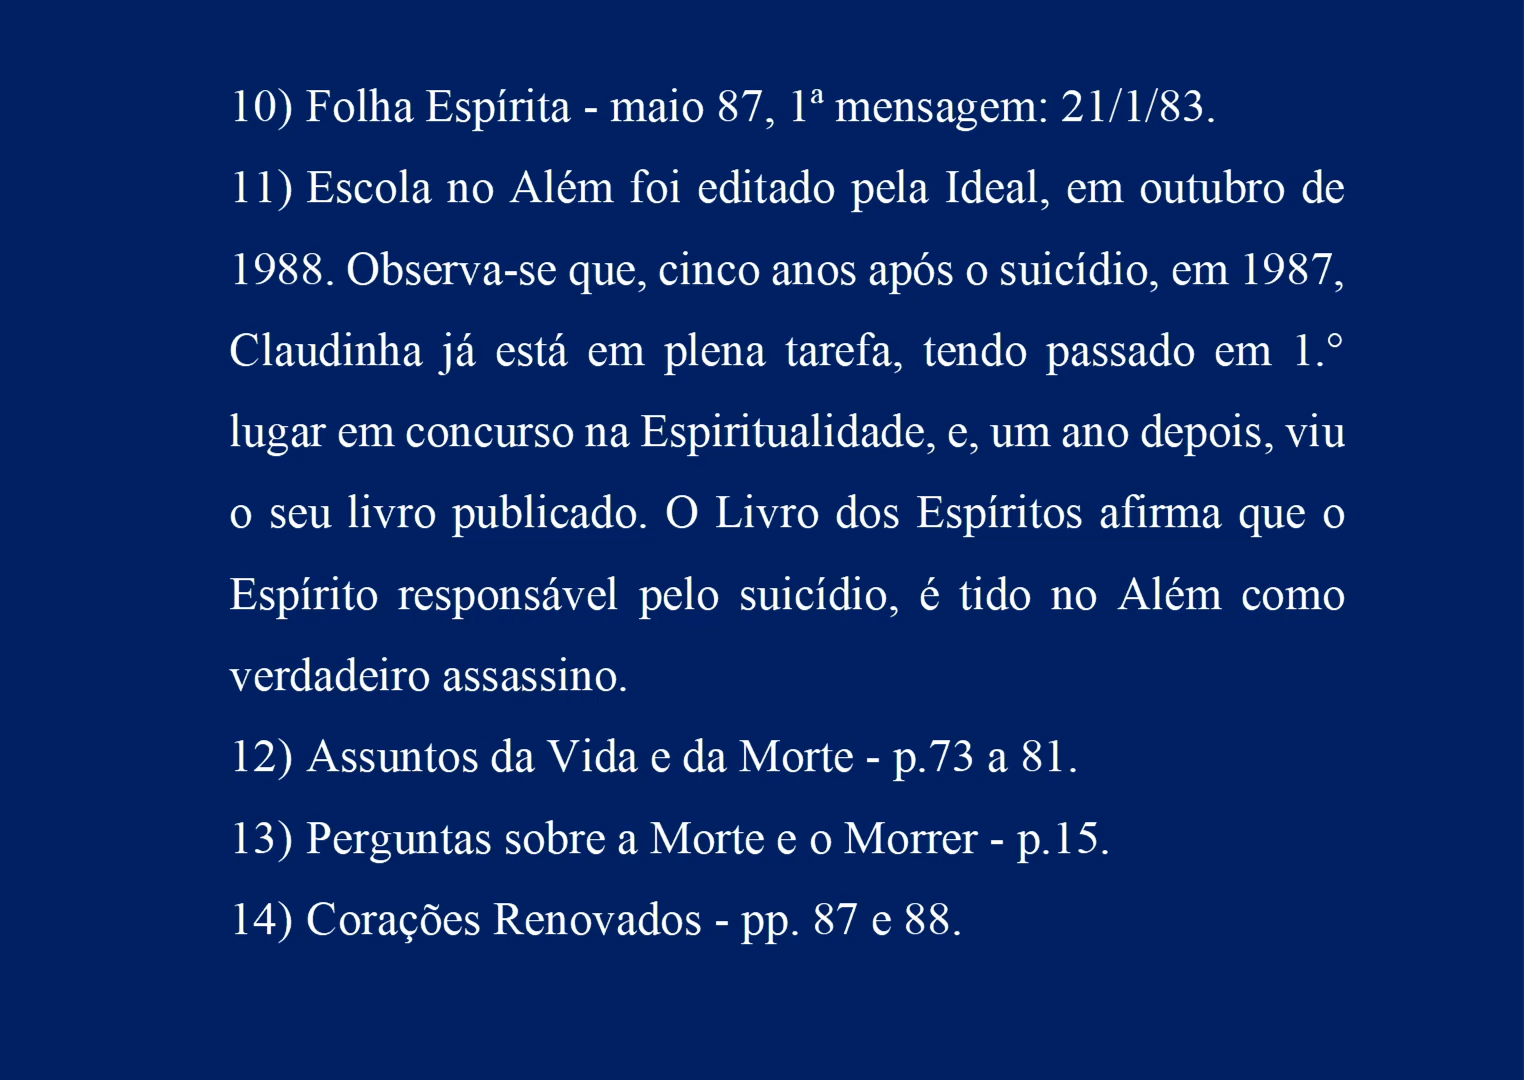 10) Folha Espírita - maio 87, 1ª mensagem: 21/1/83.
11) Escola no Além foi editado pela Ideal, em outubro de
1988. Observa-se que, cinco anos após o suicídio, em 1987,
Claudinha já está em plena tarefa, tendo passado em 1.°
lugar em concurso na Espiritualidade, e, um ano depois, viu
o seu livro publicado. O Livro dos Espíritos afirma que o
Espírito responsável pelo suicídio, é tido no Além como
verdadeiro assassino.
12) Assuntos da Vida e da Morte - p.73 a 81.
13) Perguntas sobre a Morte e o Morrer - p.15.
14) Corações Renovados - pp. 87 e 88.